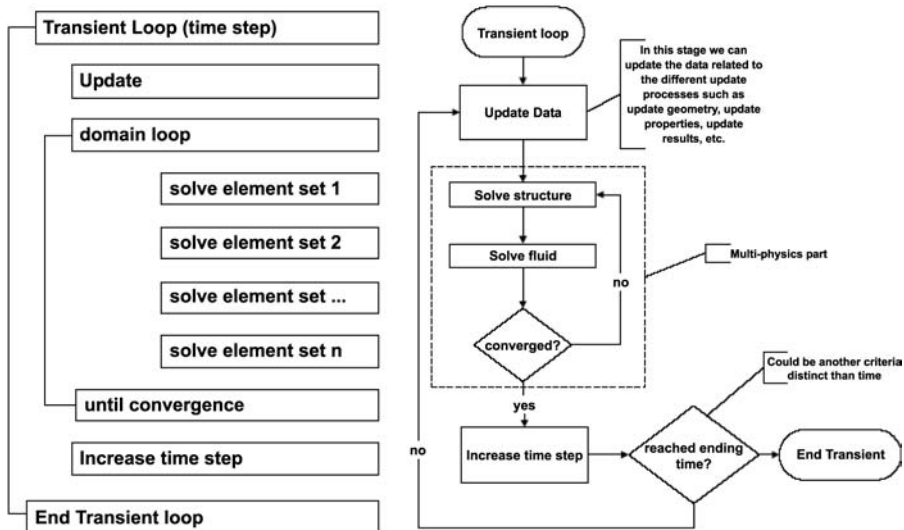 Transient Loop (time step)
Update
domain loop
solve element set 1
solve element set 2
solve element set ...
solve element set n
until convergence
Increase time step
End Transient loop
Transient loop
In this stage we can
update the data related to
the different update
processes such as
update geometry, update
properties, update
results, etc.
Update Data
Solve structure
Solve fluid
Multi-physics part
no
converged?
Could be another criteria
distinct than time
yes
no
Increase time step
reached ending
time?
End Transient